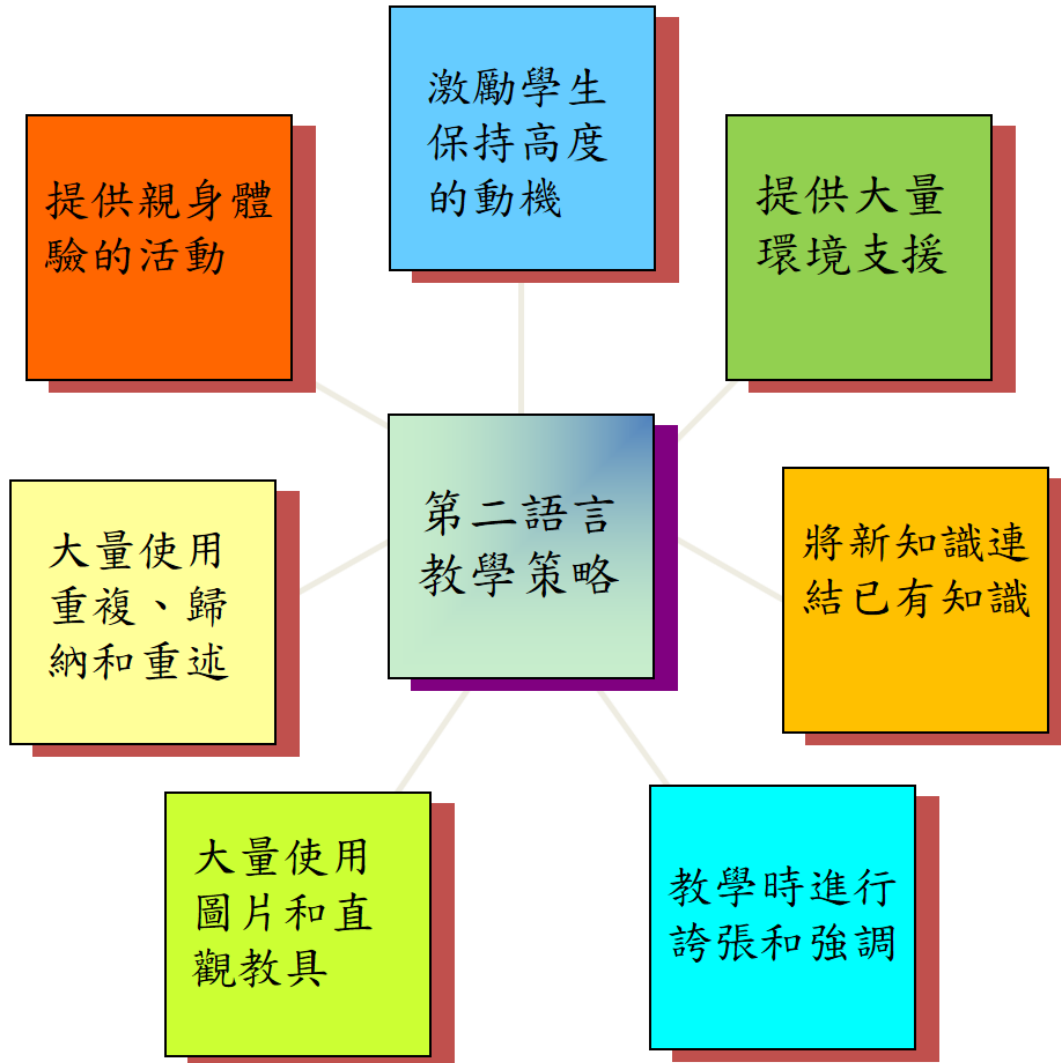 激勵學生
保持高度
的動機
提供親身體
驗的活動
提供大量
環境支援
第二語言
教學策略
大量使用
重複、歸
納和重述
將新知識連
結已有知識
大量使用
圖片和直
觀教具
教學時進行
誇張和強調